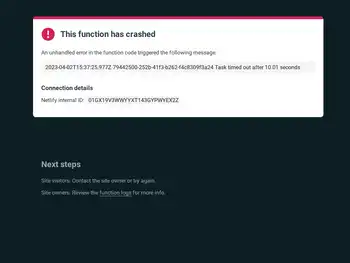 This function has crashed
An unhandled error in the function code triggered the following message:
2023-04-02T15:37:25.977Z 79442500-252b-41f3-b262-f4c8309f3a24 Task timed out after 10.01 seconds
Connection details
Netlify internal ID: 01GX19V3WWYYXT143GYPWVEX2Z
Next steps
Site visitors: Contact the site owner or try again.
Site owners: Review the function logs for more info.